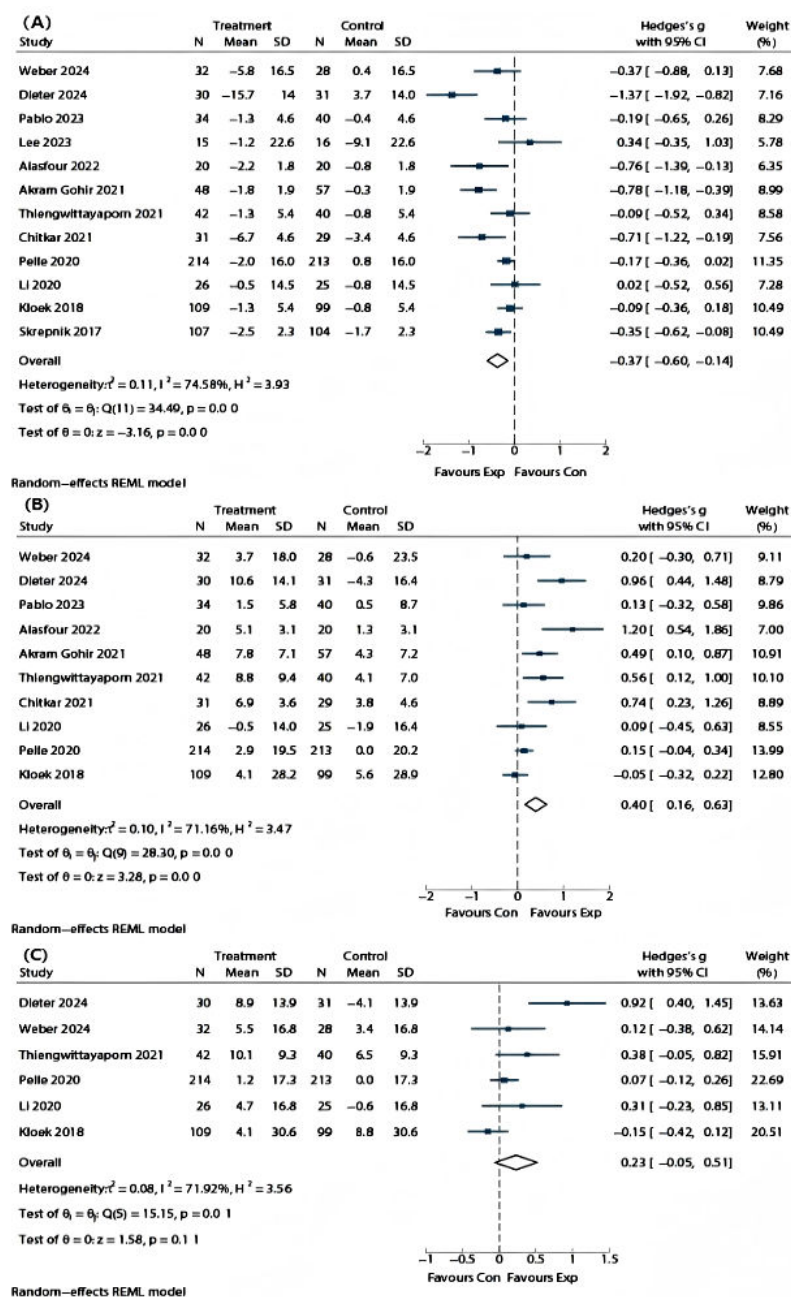 (A)
Treatment Control Hedges's g Weight
Study N Mean SD N Mean SD with 95% CI (%)
Weber 2024 32 −5.8 16.5 28 0.4 16.5 −0.37 [ −0.88, 0.13] 7.68
Dieter 2024 30 −15.7 14 31 3.7 14.0 −1.37 [ −1.92, −0.82] 7.16
Pablo 2023 34 −1.3 4.6 40 −0.4 4.6 −0.19 [ −0.65, 0.26] 8.29
Lee 2023 15 −1.2 22.6 16 −9.1 22.6 0.34 [ −0.35, 1.03] 5.78
Alasfour 2022 20 −2.2 1.8 20 −0.8 1.8 −0.76 [ −1.39, −0.13] 6.35
Akram Gohir 2021 48 −1.8 1.9 57 −0.3 1.9 −0.78 [ −1.18, −0.39] 8.99
Thiengwittayaporn 2021 42 −1.3 5.4 40 −0.8 5.4 −0.09 [ −0.52, 0.34] 8.58
Chitkar 2021 31 −6.7 4.6 29 −3.4 4.6 −0.71 [ −1.22, −0.19] 7.56
Pelle 2020 214 −2.0 16.0 213 0.8 16.0 −0.17 [ −0.36, 0.02] 11.35
Li 2020 26 −0.5 14.5 25 −0.8 14.5 0.02 [ −0.52, 0.56] 7.28
Kloek 2018 109 −1.3 5.4 99 −0.8 5.4 −0.09 [ −0.36, 0.18] 10.49
Skrepnik 2017 107 −2.5 2.3 104 −1.7 2.3 −0.35 [ −0.62, −0.08] 10.49
Overall −0.37 [ −0.60, −0.14]
Heterogeneity:τ² = 0.11, I² = 74.58%, H² = 3.93
Test of θᵢ = θⱼ: Q(11) = 34.49, p = 0.0 0
Test of θ = 0: z = −3.16, p = 0.0 0
−2 −1 0 1 2
Favours Exp Favours Con
Random−effects REML model
(B)
Treatment Control Hedges's g Weight
Study N Mean SD N Mean SD with 95% CI (%)
Weber 2024 32 3.7 18.0 28 −0.6 23.5 0.20 [ −0.30, 0.71] 9.11
Dieter 2024 30 10.6 14.1 31 −4.3 16.4 0.96 [ 0.44, 1.48] 8.79
Pablo 2023 34 1.5 5.8 40 0.5 8.7 0.13 [ −0.32, 0.58] 9.86
Alasfour 2022 20 5.1 3.1 20 1.3 3.1 1.20 [ 0.54, 1.86] 7.00
Akram Gohir 2021 48 7.8 7.1 57 4.3 7.2 0.49 [ 0.10, 0.87] 10.91
Thiengwittayaporn 2021 42 8.8 9.4 40 4.1 7.0 0.56 [ 0.12, 1.00] 10.10
Chitkar 2021 31 6.9 3.6 29 3.8 4.6 0.74 [ 0.23, 1.26] 8.89
Li 2020 26 −0.5 14.0 25 −1.9 16.4 0.09 [ −0.45, 0.63] 8.55
Pelle 2020 214 2.9 19.5 213 0.0 20.2 0.15 [ −0.04, 0.34] 13.99
Kloek 2018 109 4.1 28.2 99 5.6 28.9 −0.05 [ −0.32, 0.22] 12.80
Overall 0.40 [ 0.16, 0.63]
Heterogeneity:τ² = 0.10, I² = 71.16%, H² = 3.47
Test of θᵢ = θⱼ: Q(9) = 28.30, p = 0.0 0
Test of θ = 0: z = 3.28, p = 0.0 0
−2 −1 0 1 2
Favours Con Favours Exp
Random−effects REML model
(C)
Treatment Control Hedges's g Weight
Study N Mean SD N Mean SD with 95% CI (%)
Dieter 2024 30 8.9 13.9 31 −4.1 13.9 0.92 [ 0.40, 1.45] 13.63
Weber 2024 32 5.5 16.8 28 3.4 16.8 0.12 [ −0.38, 0.62] 14.14
Thiengwittayaporn 2021 42 10.1 9.3 40 6.5 9.3 0.38 [ −0.05, 0.82] 15.91
Pelle 2020 214 1.2 17.3 213 0.0 17.3 0.07 [ −0.12, 0.26] 22.69
Li 2020 26 4.7 16.8 25 −0.6 16.8 0.31 [ −0.23, 0.85] 13.11
Kloek 2018 109 4.1 30.6 99 8.8 30.6 −0.15 [ −0.42, 0.12] 20.51
Overall 0.23 [ −0.05, 0.51]
Heterogeneity:τ² = 0.08, I² = 71.92%, H² = 3.56
Test of θᵢ = θⱼ: Q(5) = 15.15, p = 0.0 1
Test of θ = 0: z = 1.58, p = 0.1 1
−1 −0.5 0 0.5 1 1.5
Favours Con Favours Exp
Random−effects REML model